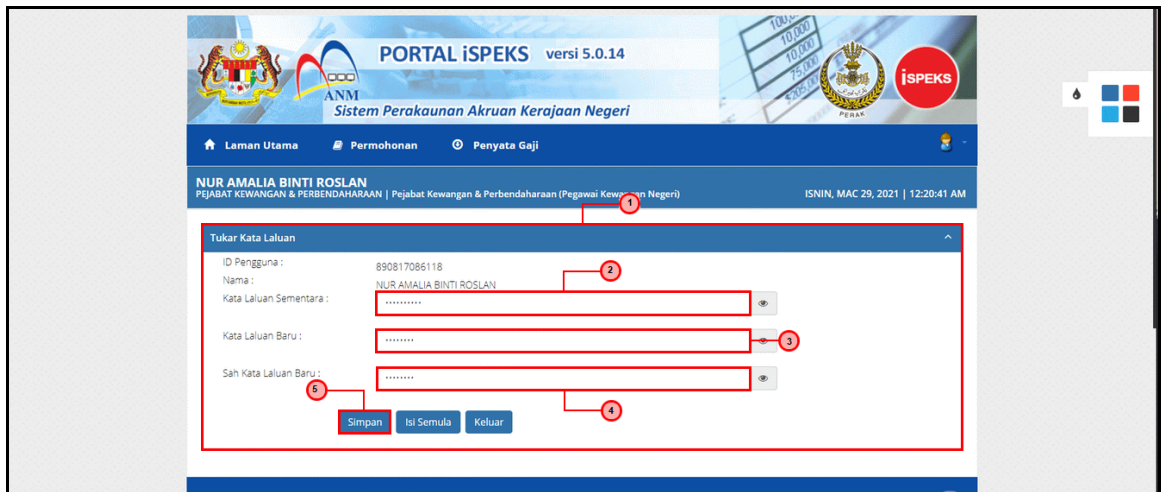 PORTAL iSPEKS versi 5.0.14
ANM
Sistem Perakaunan Akruan Kerajaan Negeri
PERAK
iSPEKS
Laman Utama Permohonan Penyata Gaji
NUR AMALIA BINTI ROSLAN
PEJABAT KEWANGAN & PERBENDAHARAAN | Pejabat Kewangan & Perbendaharaan (Pegawai Kewangan Negeri) ISNIN, MAC 29, 2021 | 12:20:41 AM
1
Tukar Kata Laluan
ID Pengguna : 890817086118
2
Nama : NUR AMALIA BINTI ROSLAN
Kata Laluan Sementara : ··········
Kata Laluan Baru : ········
3
Sah Kata Laluan Baru : ········
5
4
Simpan Isi Semula Keluar